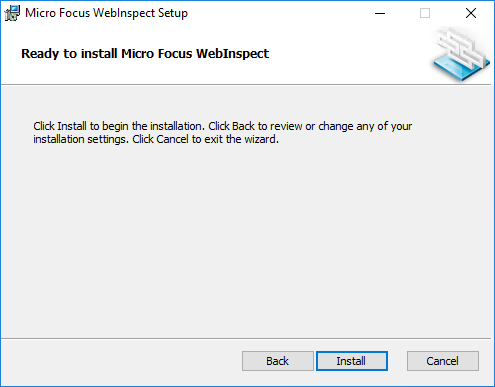 Micro Focus WebInspect Setup
Ready to install Micro Focus WebInspect
Click Install to begin the installation. Click Back to review or change any of your
installation settings. Click Cancel to exit the wizard.
Back
Install
Cancel